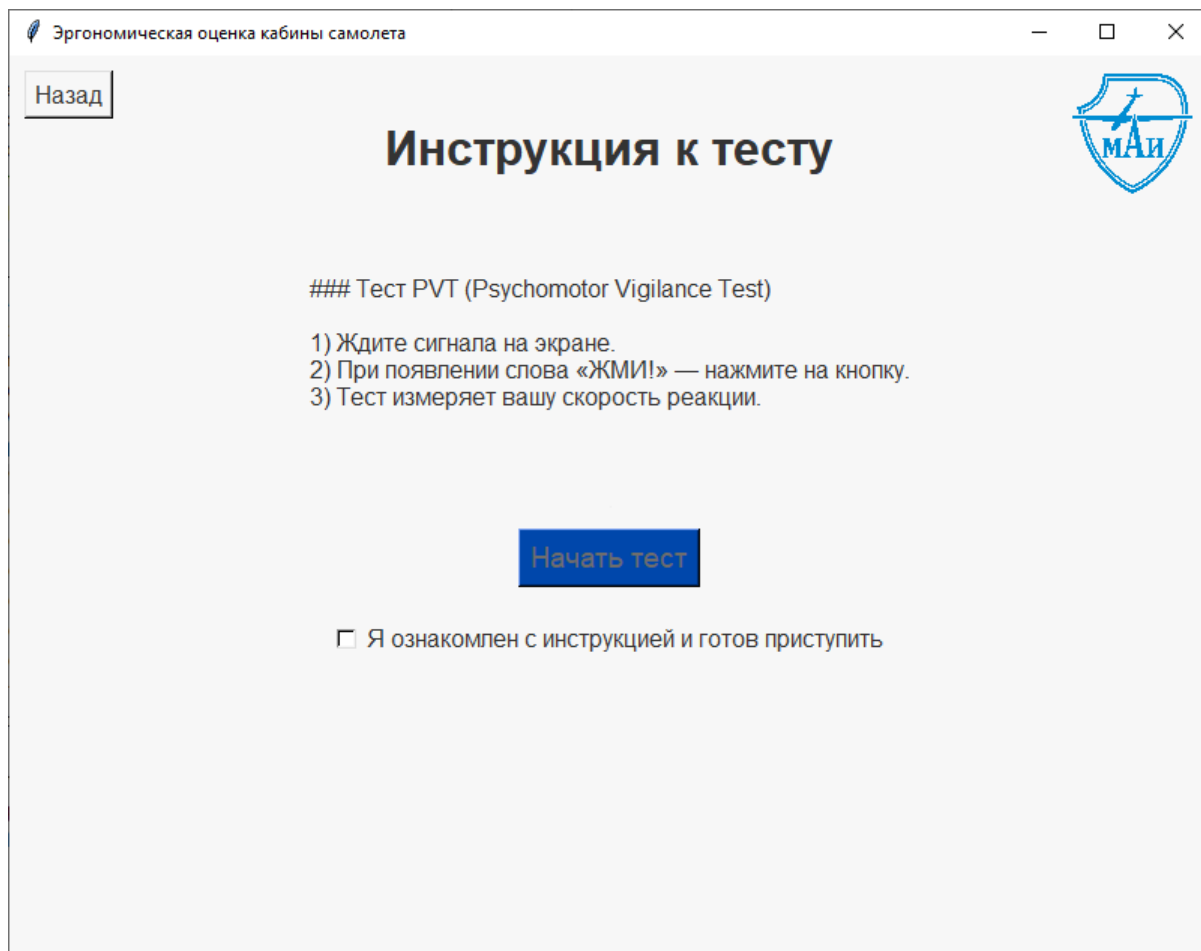 Эргономическая оценка кабины самолета
Назад
МАИ
Инструкция к тесту
### Тест PVT (Psychomotor Vigilance Test)
1) Ждите сигнала на экране.
2) При появлении слова «ЖМИ!» — нажмите на кнопку.
3) Тест измеряет вашу скорость реакции.
Начать тест
Я ознакомлен с инструкцией и готов приступить